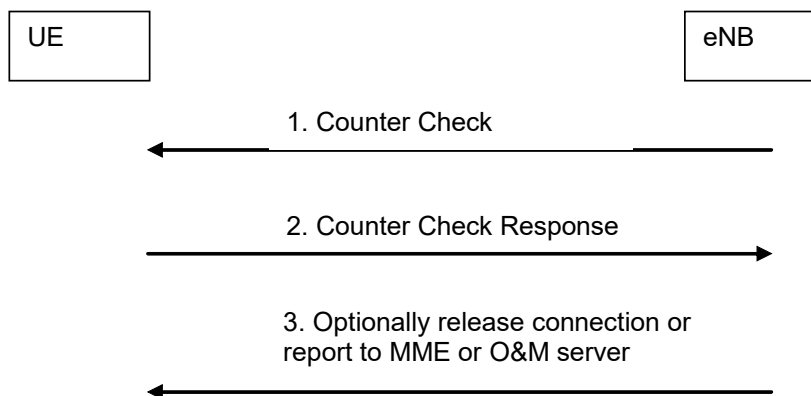 UE
eNB
1. Counter Check
2. Counter Check Response
3. Optionally release connection or
report to MME or O&M server